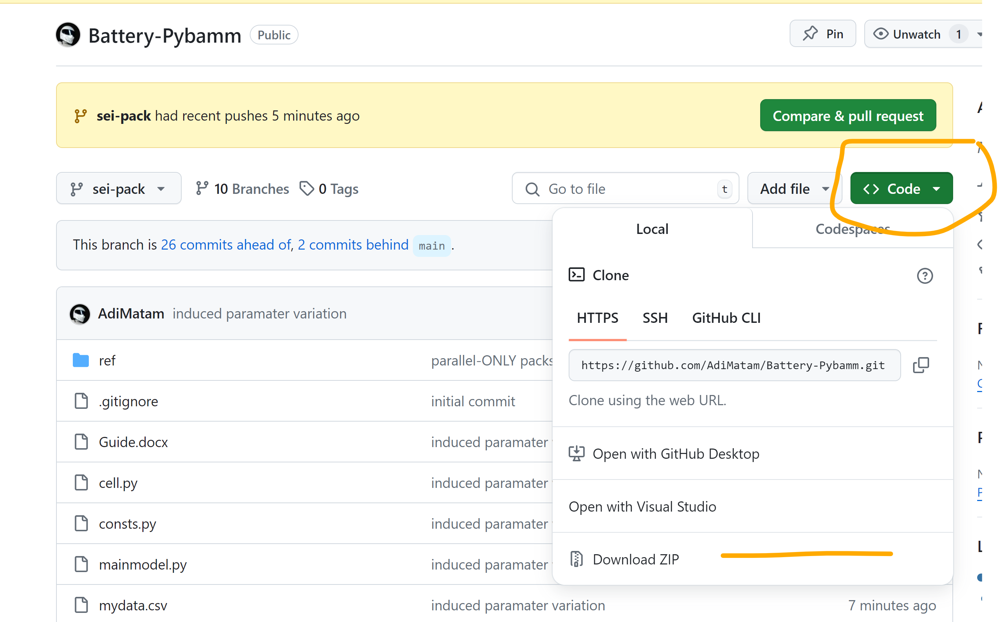 Battery-Pybamm Public Pin Unwatch 1
sei-pack had recent pushes 5 minutes ago Compare & pull request
sei-pack 10 Branches 0 Tags Go to file t Add file Code
Local Codespaces
This branch is 26 commits ahead of, 2 commits behind main .
Clone
AdiMatam induced paramater variation
HTTPS SSH GitHub CLI
https://github.com/AdiMatam/Battery-Pybamm.git
Clone using the web URL.
Open with GitHub Desktop
Open with Visual Studio
Download ZIP
ref parallel-ONLY packs
.gitignore initial commit
Guide.docx induced paramater
cell.py induced paramater
consts.py induced paramater
mainmodel.py induced paramater
mydata.csv induced paramater variation 7 minutes ago